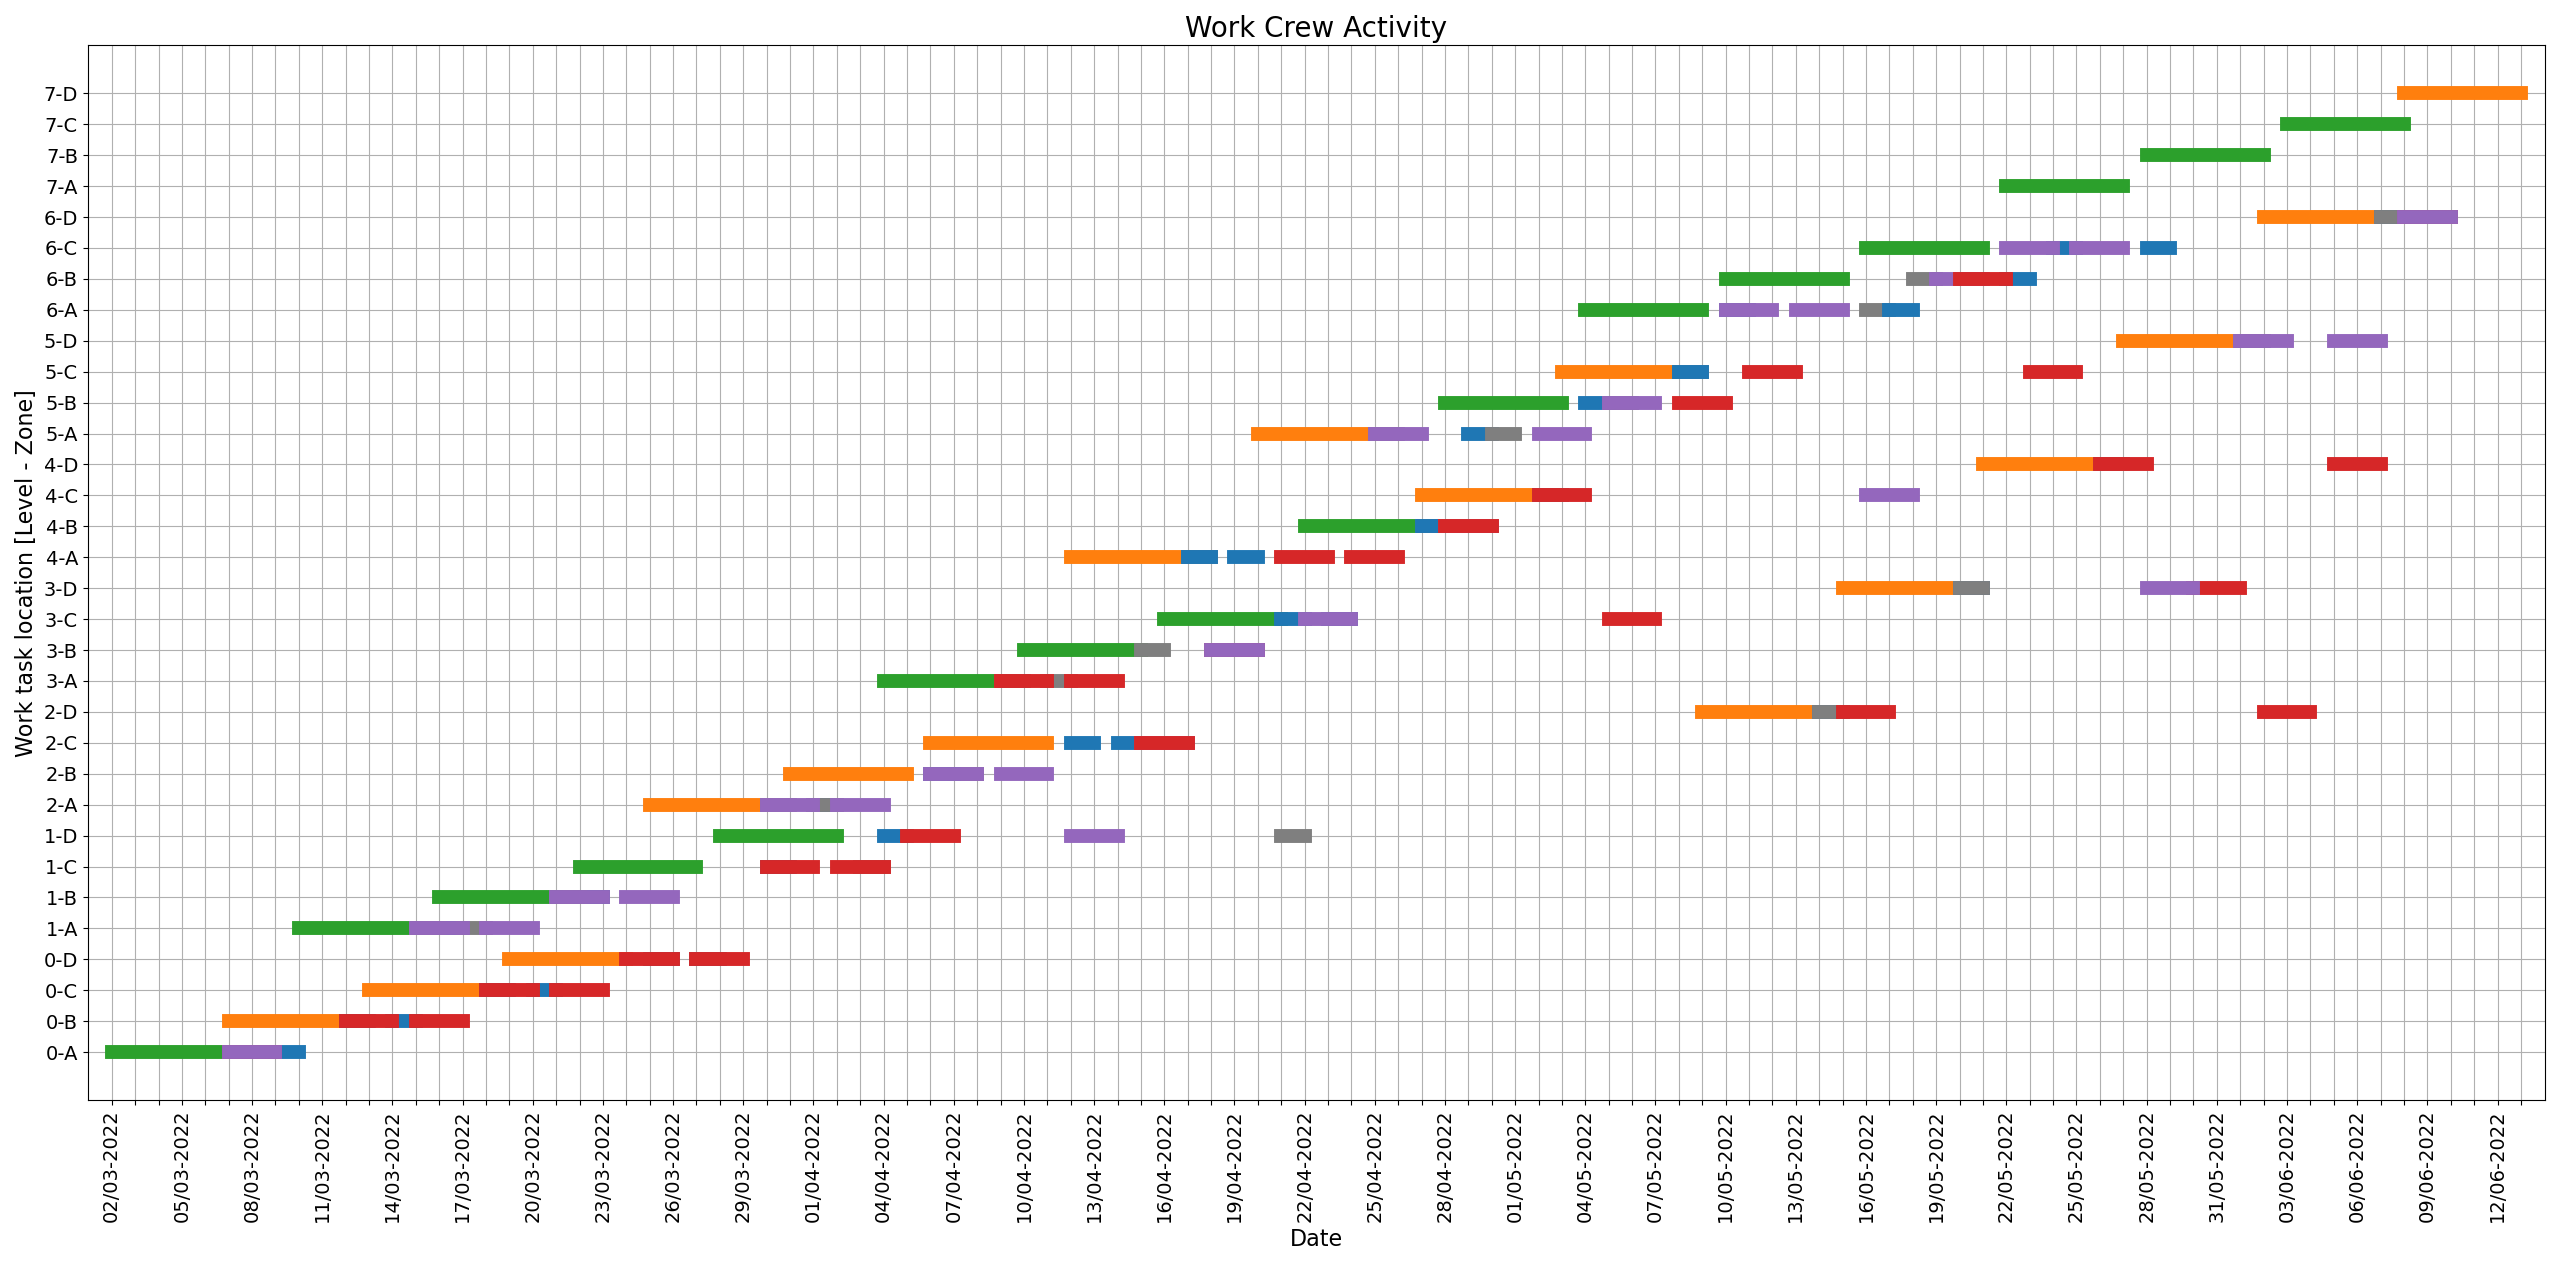 Work Crew Activity
Work task location [Level - Zone]
7-D
7-C
7-B
7-A
6-D
6-C
6-B
6-A
5-D
5-C
5-B
5-A
4-D
4-C
4-B
4-A
3-D
3-C
3-B
3-A
2-D
2-C
2-B
2-A
1-D
1-C
1-B
1-A
0-D
0-C
0-B
0-A
02/03-2022
05/03-2022
08/03-2022
11/03-2022
14/03-2022
17/03-2022
20/03-2022
23/03-2022
26/03-2022
29/03-2022
01/04-2022
04/04-2022
07/04-2022
10/04-2022
13/04-2022
16/04-2022
19/04-2022
22/04-2022
25/04-2022
28/04-2022
01/05-2022
04/05-2022
07/05-2022
10/05-2022
13/05-2022
16/05-2022
19/05-2022
22/05-2022
25/05-2022
28/05-2022
31/05-2022
03/06-2022
06/06-2022
09/06-2022
12/06-2022
Date